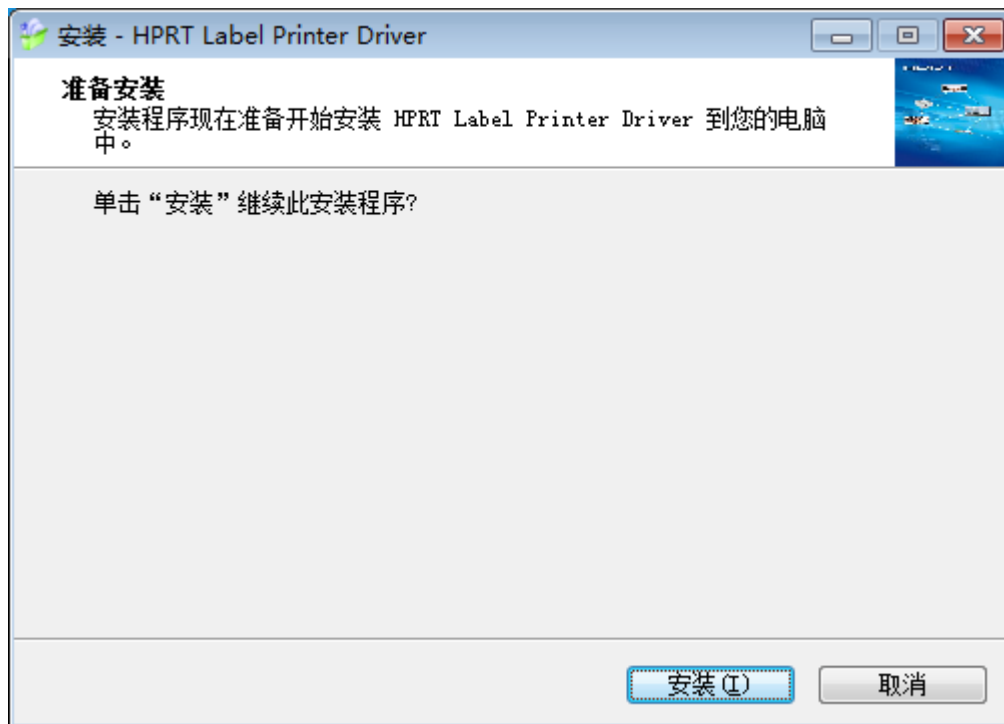 安装 - HPRT Label Printer Driver
准备安装
安装程序现在准备开始安装 HPRT Label Printer Driver 到您的电脑
中。
单击“安装”继续此安装程序?
安装(I)
取消